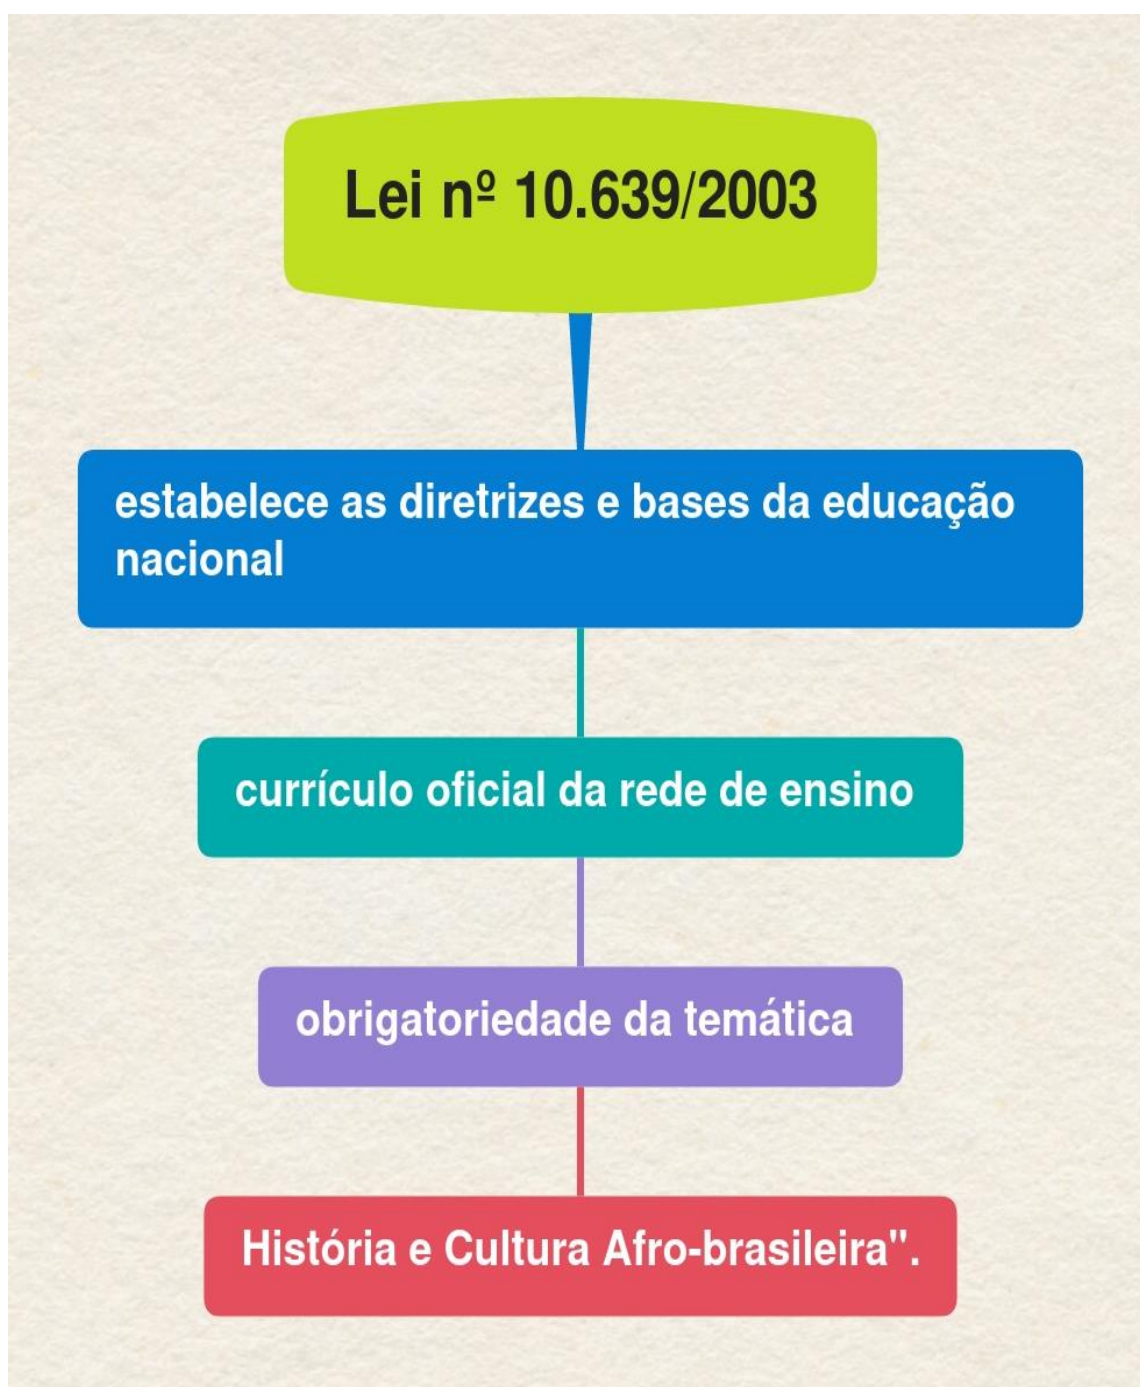 Lei nº 10.639/2003
estabelece as diretrizes e bases da educação
nacional
currículo oficial da rede de ensino
obrigatoriedade da temática
História e Cultura Afro-brasileira".